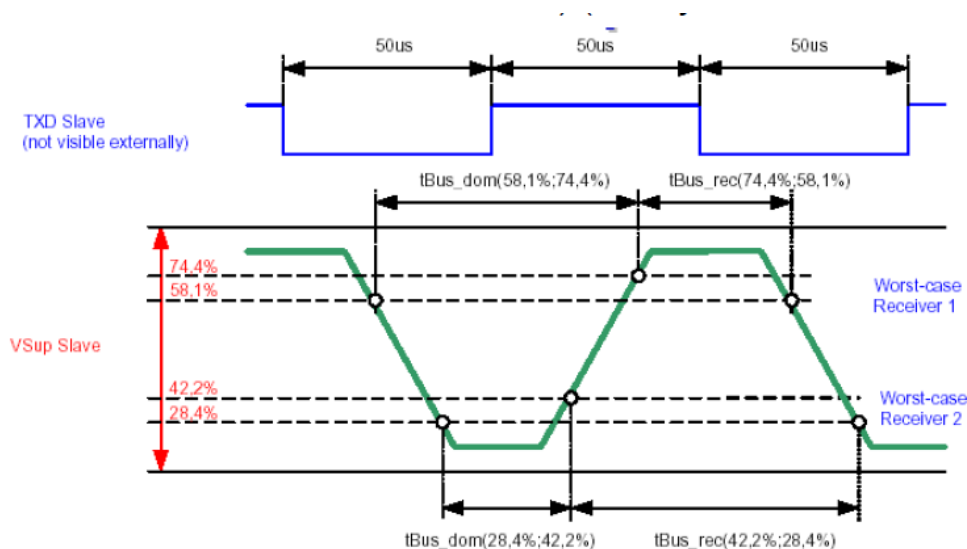 50us
50us
50us
TXD Slave
(not visible externally)
tBus_dom(58,1%;74,4%)
tBus_rec(74,4%;58,1%)
74,4%
58,1%
Worst-case
Receiver 1
VSup Slave
42,2%
28,4%
Worst-case
Receiver 2
tBus_dom(28,4%;42,2%)
tBus_rec(42,2%;28,4%)